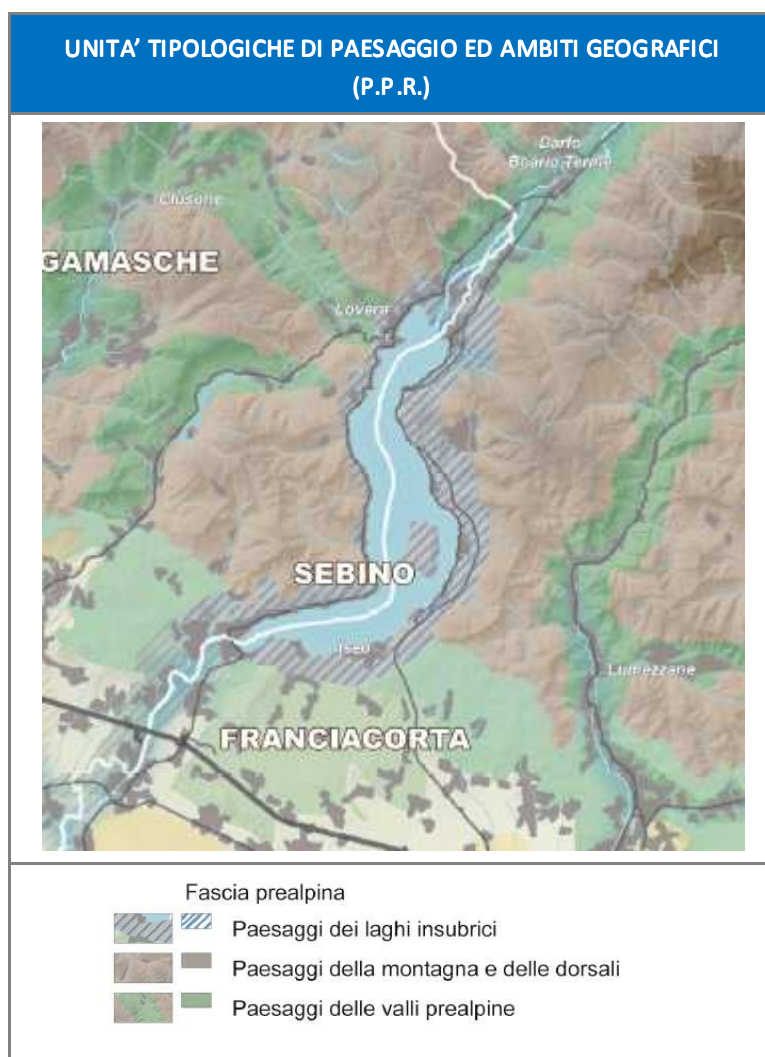 UNITA’ TIPOLOGICHE DI PAESAGGIO ED AMBITI GEOGRAFICI
(P.P.R.)
Darfo
Boario Terme
Clusone
GAMASCHE
Lovere
SEBINO
Iseo
Lumezzane
FRANCIACORTA
Fascia prealpina
Paesaggi dei laghi insubrici
Paesaggi della montagna e delle dorsali
Paesaggi delle valli prealpine